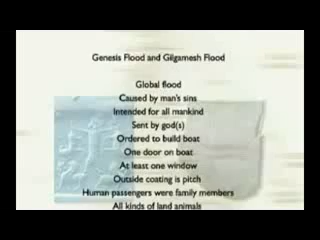 Genesis Flood and Gilgamesh Flood
Global flood
Caused by man's sins
Intended for all mankind
Sent by god(s)
Ordered to build boat
One door on boat
At least one window
Outside coating is pitch
Human passengers were family members
All kinds of land animals